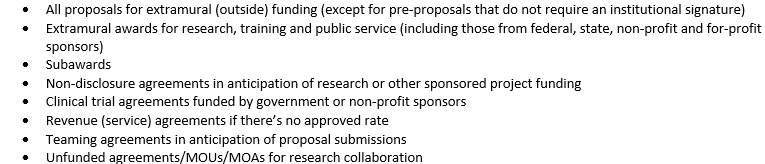 • All proposals for extramural (outside) funding (except for pre-proposals that do not require an institutional signature)
• Extramural awards for research, training and public service (including those from federal, state, non-profit and for-profit
sponsors)
• Subawards
• Non-disclosure agreements in anticipation of research or other sponsored project funding
• Clinical trial agreements funded by government or non-profit sponsors
• Revenue (service) agreements if there’s no approved rate
• Teaming agreements in anticipation of proposal submissions
• Unfunded agreements/MOUs/MOAs for research collaboration